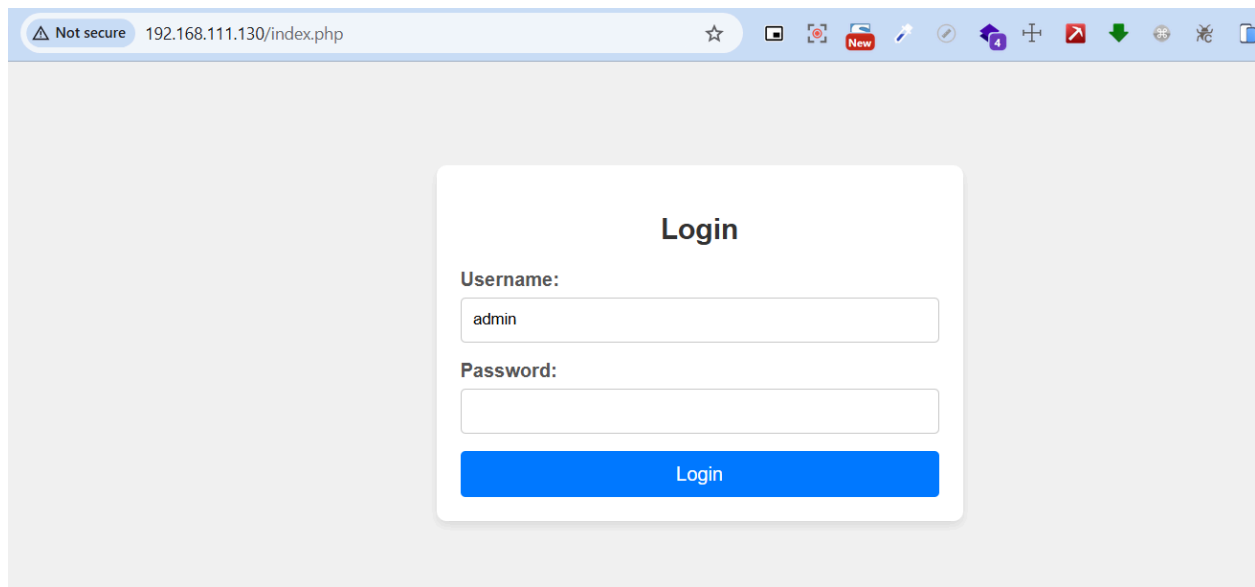 Not secure 192.168.111.130/index.php
New
4
Login
Username:
admin
Password:
Login